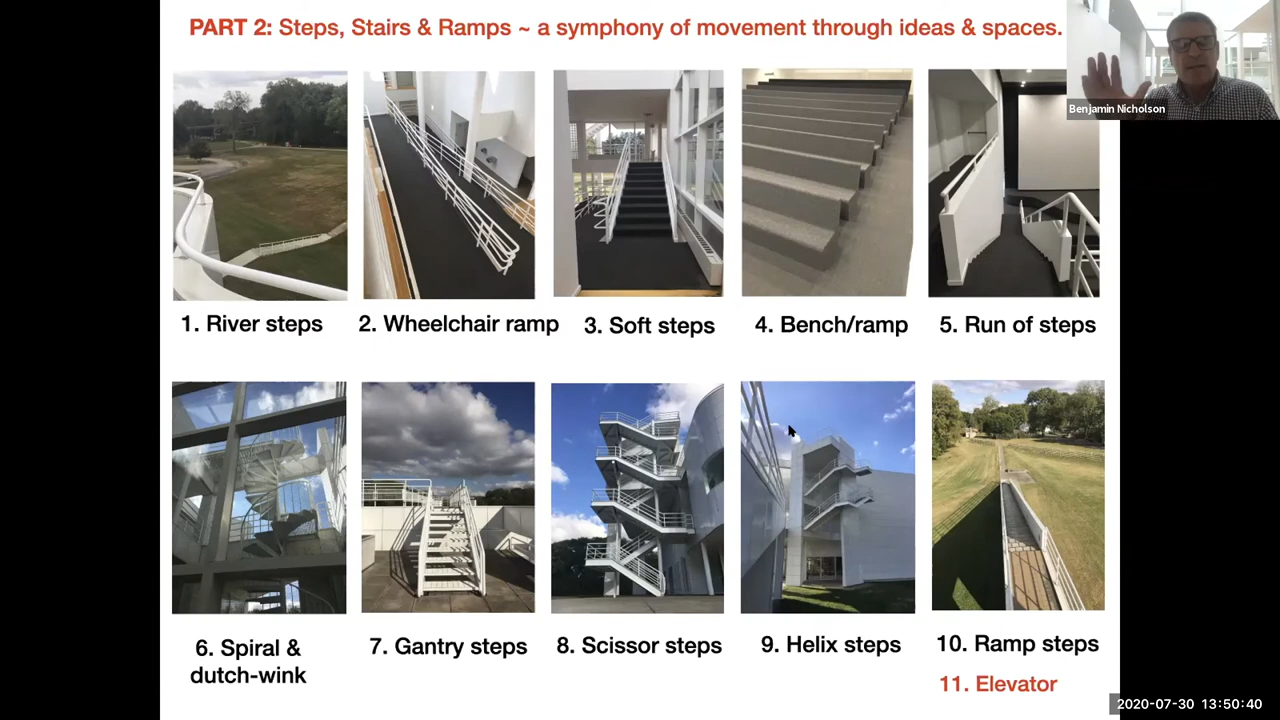 PART 2: Steps, Stairs & Ramps ~ a symphony of movement through ideas & spaces.
Benjamin Nicholson
1. River steps
2. Wheelchair ramp
3. Soft steps
4. Bench/ramp
5. Run of steps
6. Spiral &
dutch-wink
7. Gantry steps
8. Scissor steps
9. Helix steps
10. Ramp steps
11. Elevator
2020-07-30 13:50:40